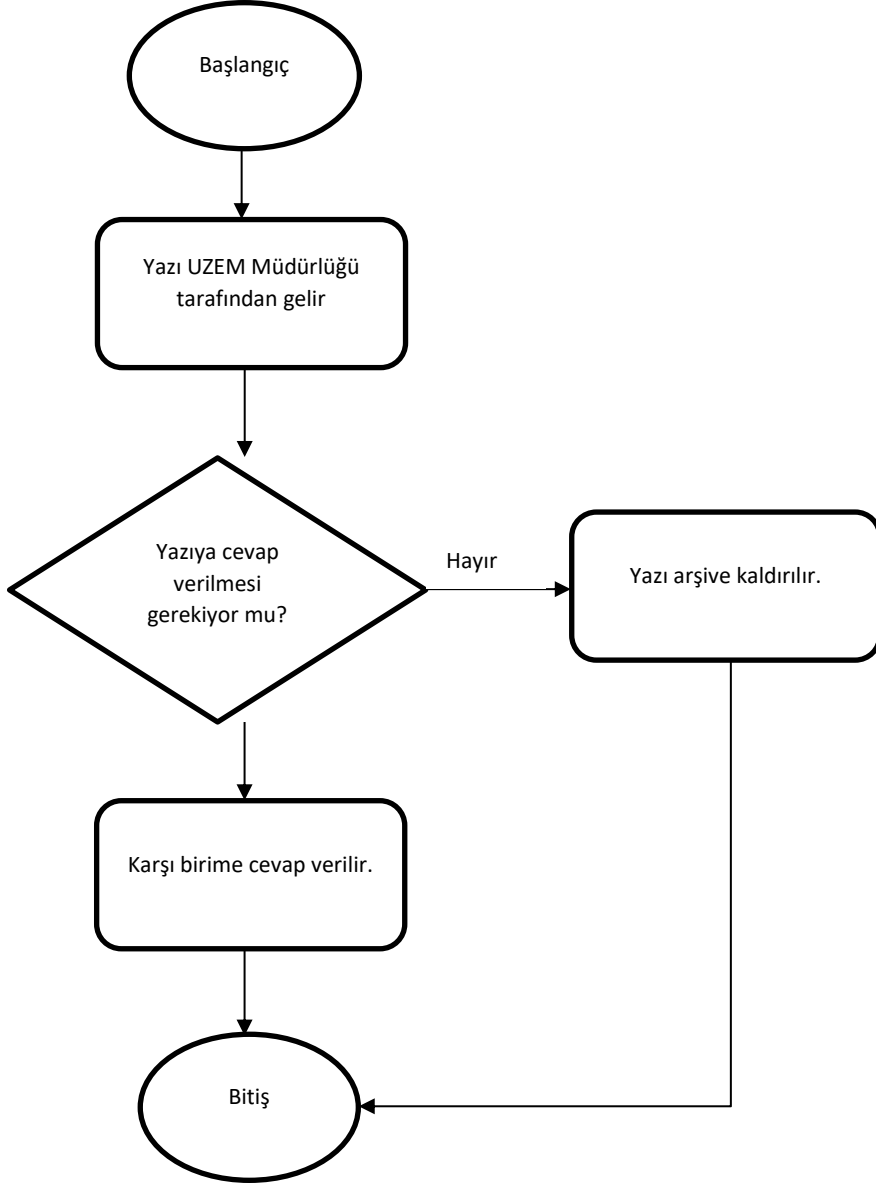 Başlangıç
Yazı UZEM Müdürlüğü
tarafından gelir
Yazıya cevap
verilmesi
gerekiyor mu?
Hayır
Yazı arşive kaldırılır.
Karşı birime cevap verilir.
Bitiş